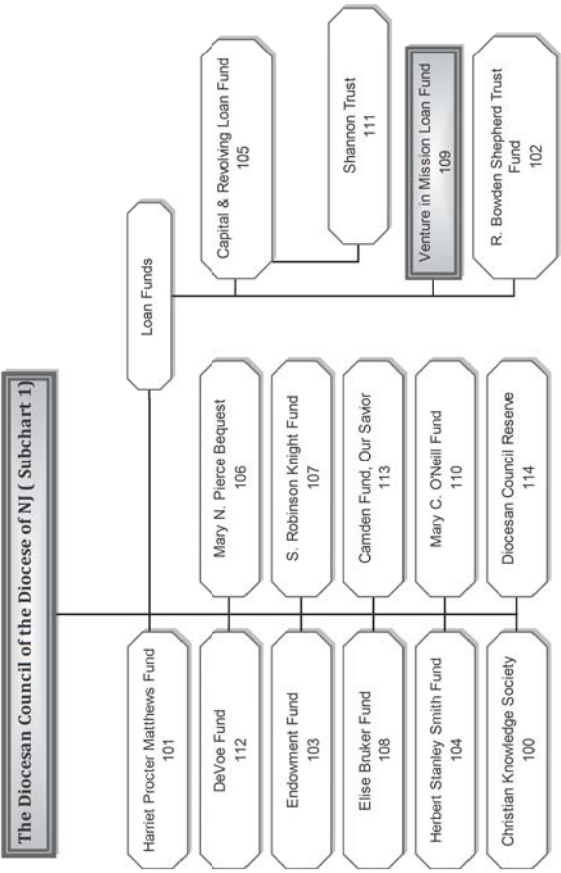 The Diocesan Council of the Diocese of NJ ( Subchart 1)
Harriet Procter Matthews Fund
101
Loan Funds
DeVoe Fund
112
Mary N. Pierce Bequest
106
Capital & Revolving Loan Fund
105
Endowment Fund
103
S. Robinson Knight Fund
107
Shannon Trust
111
Elise Bruker Fund
108
Camden Fund, Our Savior
113
Venture in Mission Loan Fund
109
Herbert Stanley Smith Fund
104
Mary C. O'Neill Fund
110
R. Bowden Shepherd Trust
Fund
102
Christian Knowledge Society
100
Diocesan Council Reserve
114